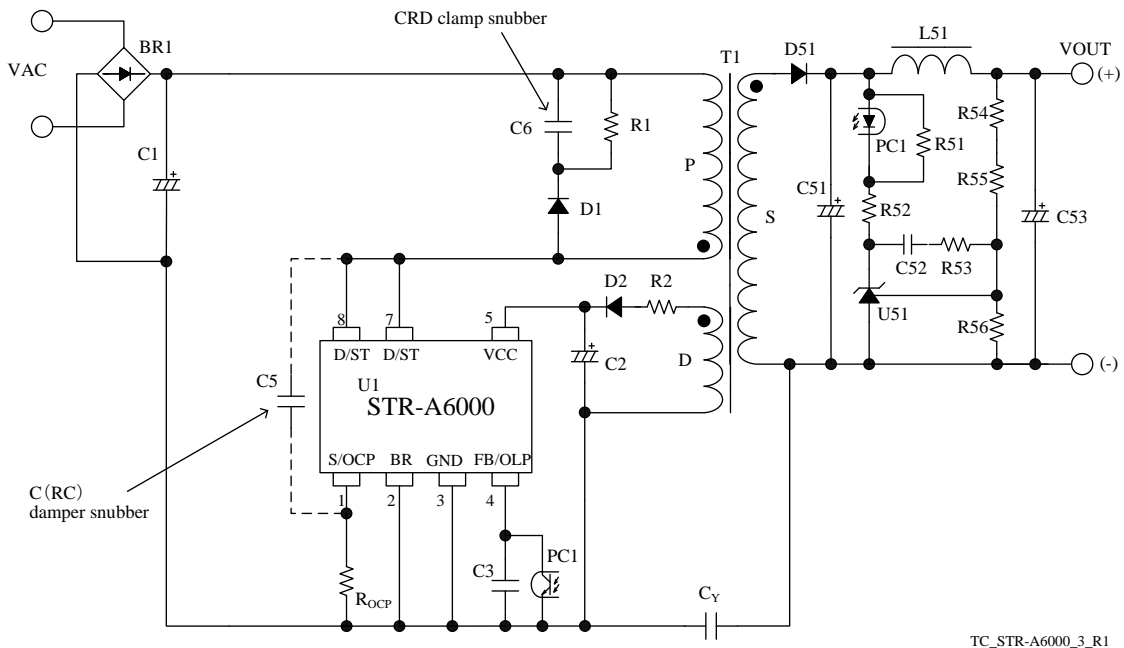 CRD clamp snubber
L51
VAC
BR1
T1
D51
VOUT
(+)
C1
C6
R1
PC1
R51
R54
P
R55
D1
C51
S
R52
C53
C52
R53
D2
R2
U51
R56
8
7
5
D/ST
D/ST
VCC
C2
D
(-)
C5
U1
STR-A6000
S/OCP
BR
GND
FB/OLP
C(RC)
damper snubber
1
2
3
4
C3
PC1
ROCP
CY
TC_STR-A6000_3_R1